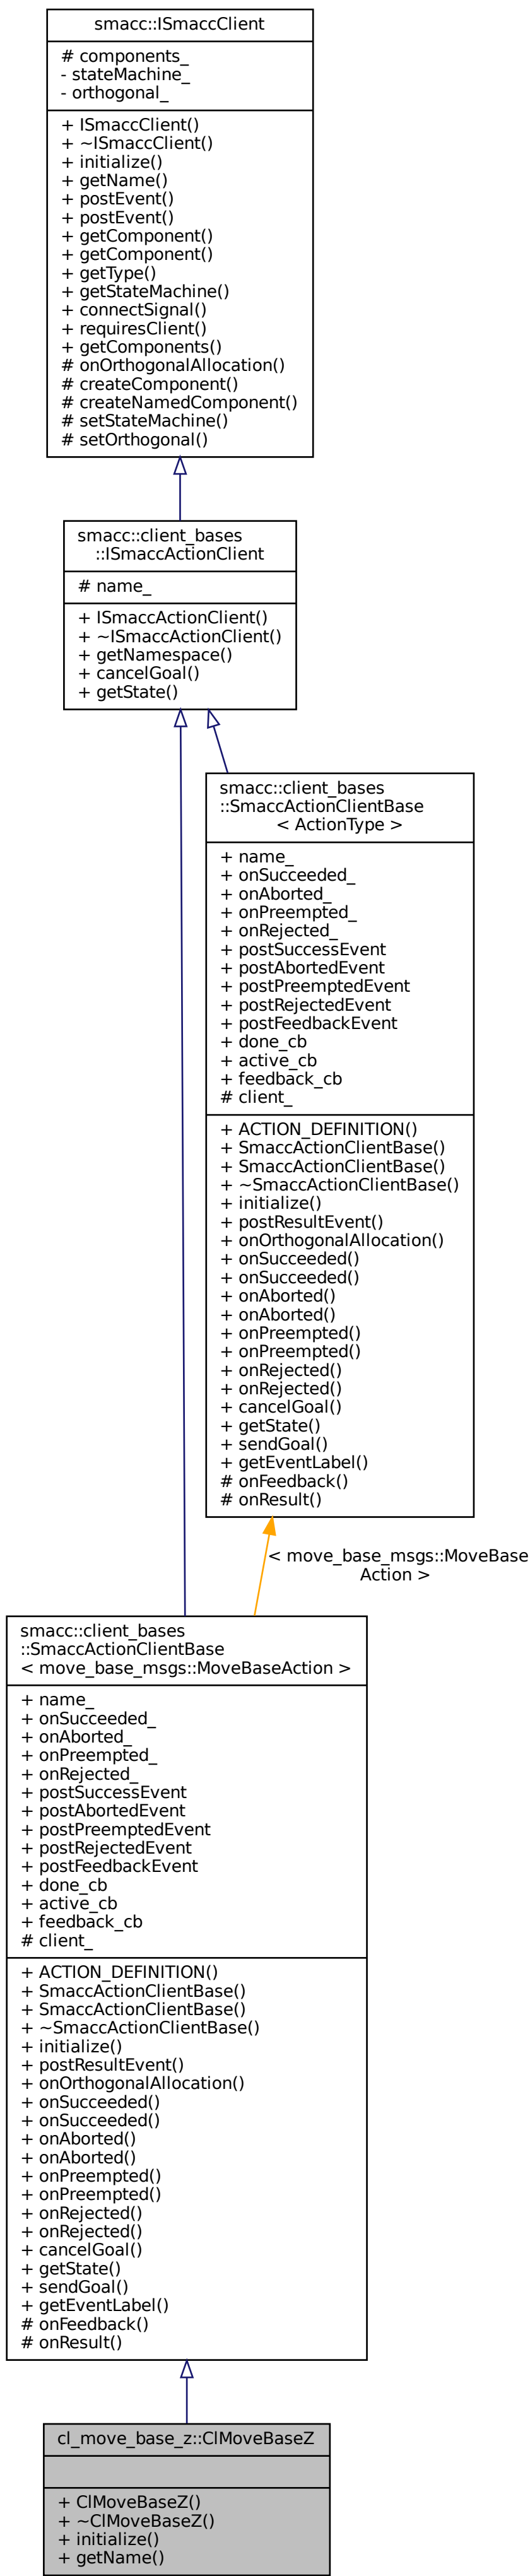 smacc::ISmaccClient
# components_
- stateMachine_
- orthogonal_
+ ISmaccClient()
+ ~ISmaccClient()
+ initialize()
+ getName()
+ postEvent()
+ postEvent()
+ getComponent()
+ getComponent()
+ getType()
+ getStateMachine()
+ connectSignal()
+ requiresClient()
+ getComponents()
# onOrthogonalAllocation()
# createComponent()
# createNamedComponent()
# setStateMachine()
# setOrthogonal()
smacc::client_bases
::ISmaccActionClient
# name_
+ ISmaccActionClient()
+ ~ISmaccActionClient()
+ getNamespace()
+ cancelGoal()
+ getState()
smacc::client_bases
::SmaccActionClientBase
< ActionType >
+ name_
+ onSucceeded_
+ onAborted_
+ onPreempted_
+ onRejected_
+ postSuccessEvent
+ postAbortedEvent
+ postPreemptedEvent
+ postRejectedEvent
+ postFeedbackEvent
+ done_cb
+ active_cb
+ feedback_cb
# client_
+ ACTION_DEFINITION()
+ SmaccActionClientBase()
+ SmaccActionClientBase()
+ ~SmaccActionClientBase()
+ initialize()
+ postResultEvent()
+ onOrthogonalAllocation()
+ onSucceeded()
+ onSucceeded()
+ onAborted()
+ onAborted()
+ onPreempted()
+ onPreempted()
+ onRejected()
+ onRejected()
+ cancelGoal()
+ getState()
+ sendGoal()
+ getEventLabel()
# onFeedback()
# onResult()
< move_base_msgs::MoveBase
Action >
smacc::client_bases
::SmaccActionClientBase
< move_base_msgs::MoveBaseAction >
+ name_
+ onSucceeded_
+ onAborted_
+ onPreempted_
+ onRejected_
+ postSuccessEvent
+ postAbortedEvent
+ postPreemptedEvent
+ postRejectedEvent
+ postFeedbackEvent
+ done_cb
+ active_cb
+ feedback_cb
# client_
+ ACTION_DEFINITION()
+ SmaccActionClientBase()
+ SmaccActionClientBase()
+ ~SmaccActionClientBase()
+ initialize()
+ postResultEvent()
+ onOrthogonalAllocation()
+ onSucceeded()
+ onSucceeded()
+ onAborted()
+ onAborted()
+ onPreempted()
+ onPreempted()
+ onRejected()
+ onRejected()
+ cancelGoal()
+ getState()
+ sendGoal()
+ getEventLabel()
# onFeedback()
# onResult()
cl_move_base_z::ClMoveBaseZ
+ ClMoveBaseZ()
+ ~ClMoveBaseZ()
+ initialize()
+ getName()